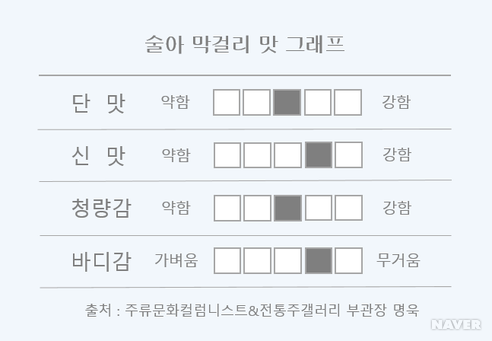 술아 막걸리 맛 그래프
단 맛 약함 강함
신 맛 약함 강함
청량감 약함 강함
바디감 가벼움 무거움
출처 : 주류문화컬럼니스트&전통주갤러리 부관장 명욱
NAVER